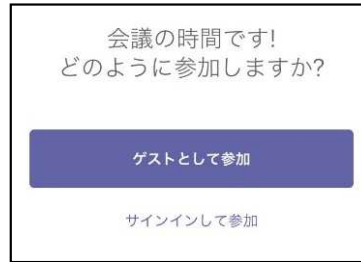 会議の時間です!
どのように参加しますか?
ゲストとして参加
サインインして参加